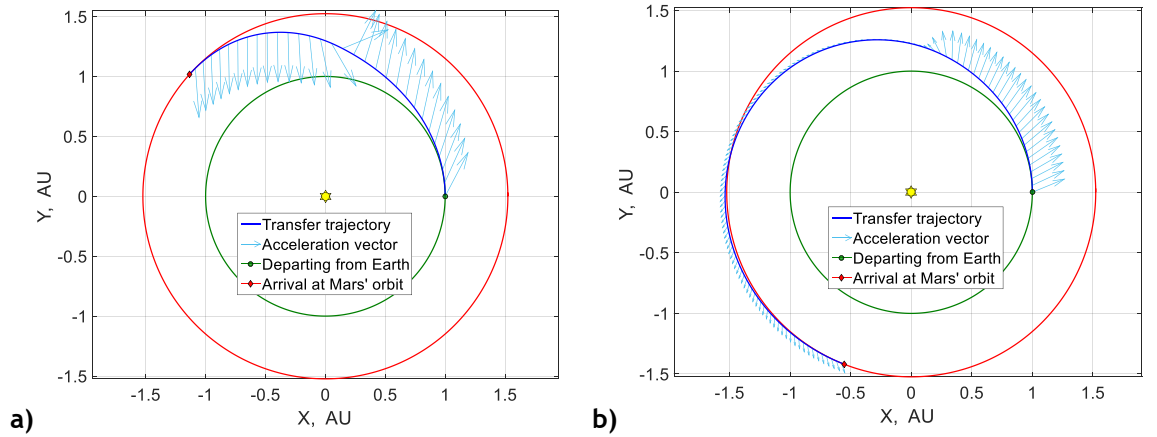 1.5
1
0.5
0
-0.5
-1
-1.5
Y, AU
-1.5 -1 -0.5 0 0.5 1 1.5
X, AU
Transfer trajectory
Acceleration vector
Departing from Earth
Arrival at Mars' orbit
a)
1.5
1
0.5
0
-0.5
-1
-1.5
Y, AU
-1.5 -1 -0.5 0 0.5 1 1.5
X, AU
Transfer trajectory
Acceleration vector
Departing from Earth
Arrival at Mars' orbit
b)